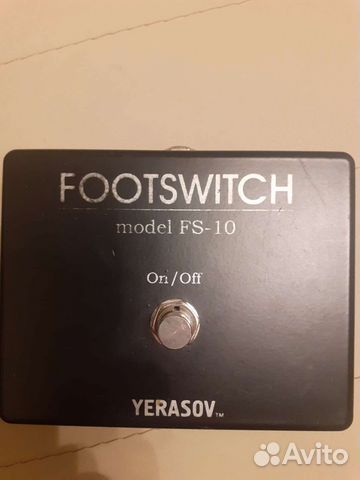 FOOTSWITCH
model FS-10
On/Off
YERASOV™
Avito